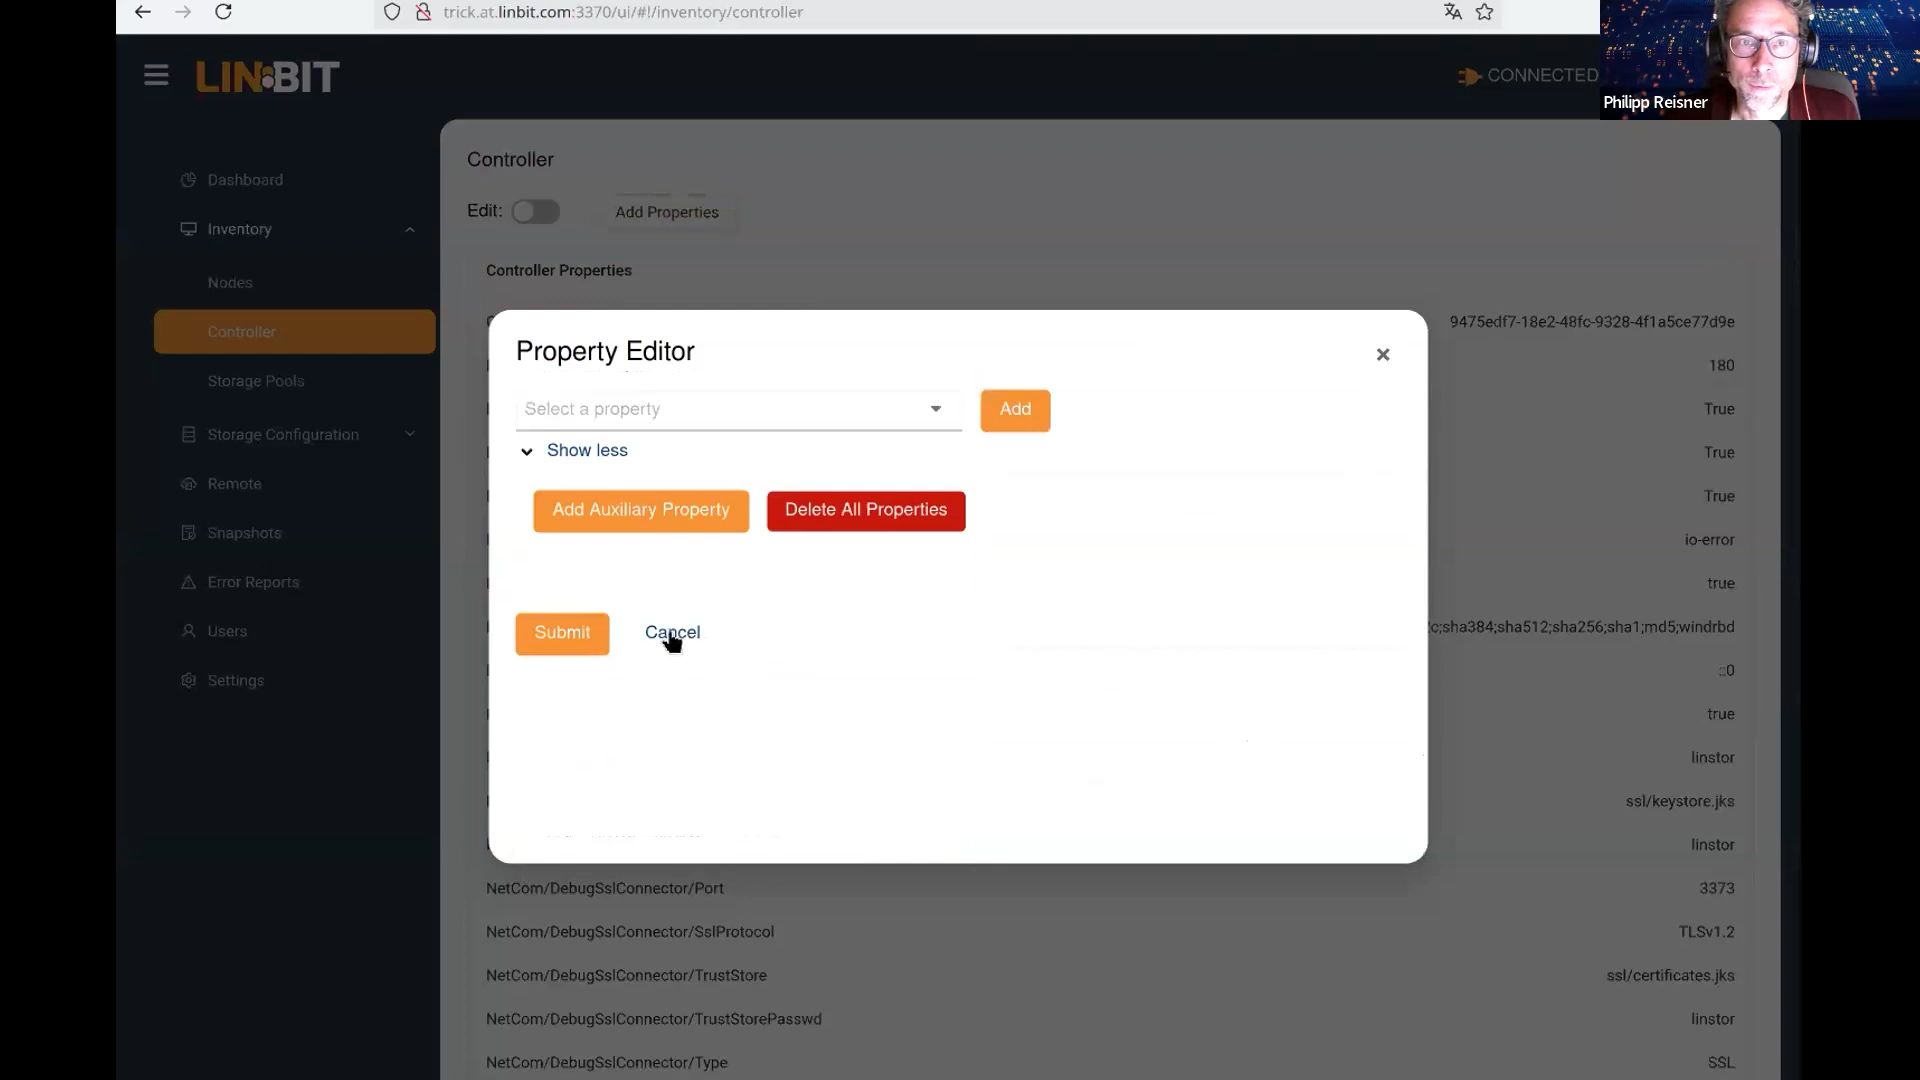 trick.at.linbit.com:3370/ui/#!/inventory/controller
LINBIT
CONNECTED
Philipp Reisner
Controller
Dashboard
Edit:
Add Properties
Inventory
Controller Properties
Nodes
9475edf7-18e2-48fc-9328-4f1a5ce77d9e
Controller
Property Editor
180
Storage Pools
Select a property
Add
True
Storage Configuration
Show less
True
Remote
True
Add Auxiliary Property
Delete All Properties
Snapshots
io-error
Error Reports
true
Users
Submit
Cancel
;sha384;sha512;sha256;sha1;md5;windrbd
Settings
::0
true
linstor
ssl/keystore.jks
linstor
NetCom/DebugSslConnector/Port
3373
NetCom/DebugSslConnector/SslProtocol
TLSv1.2
NetCom/DebugSslConnector/TrustStore
ssl/certificates.jks
NetCom/DebugSslConnector/TrustStorePasswd
linstor
NetCom/DebugSslConnector/Type
SSL